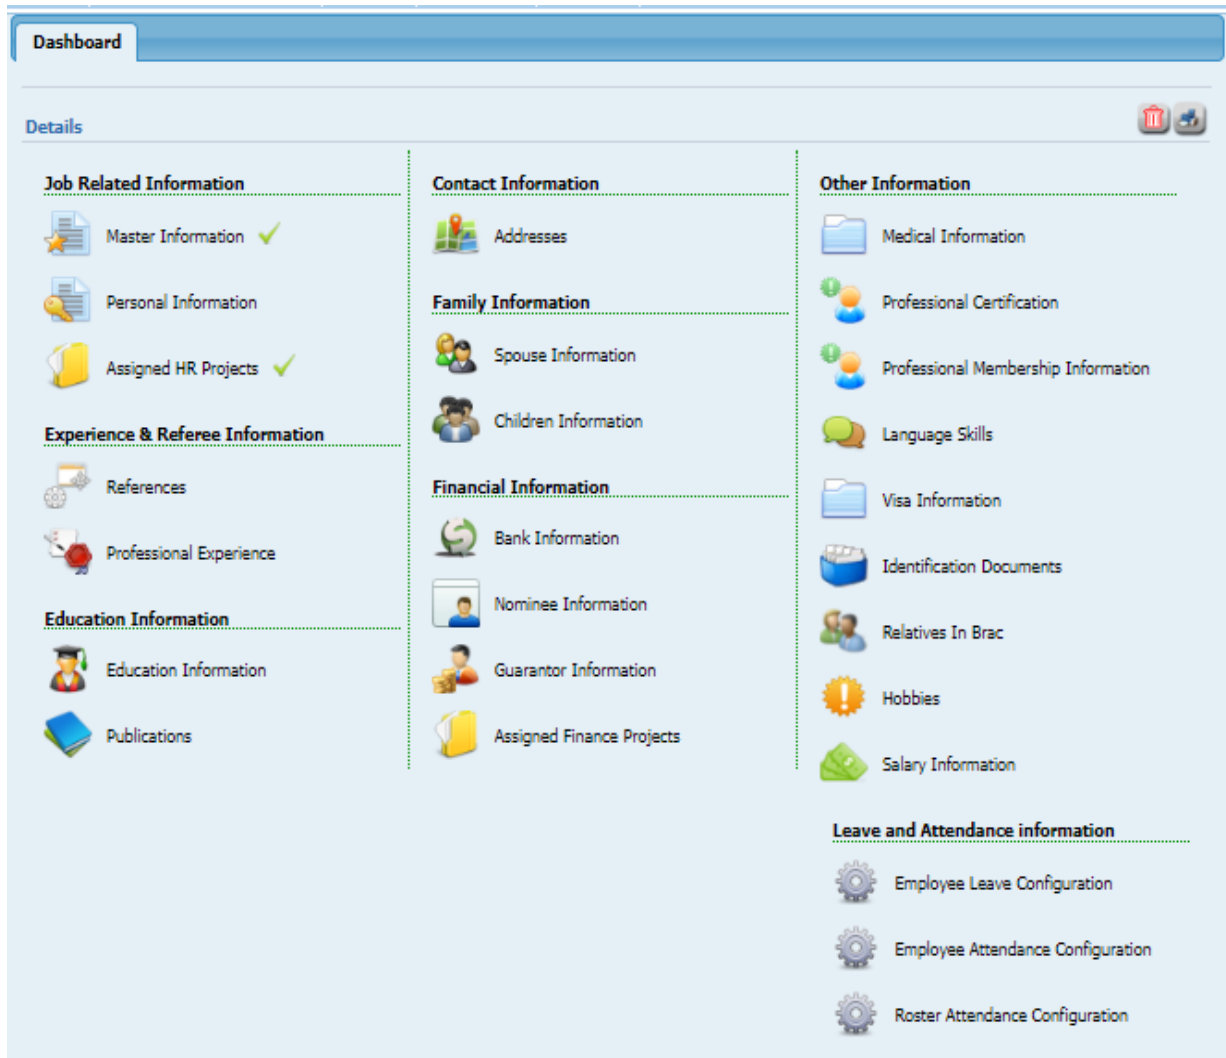 Dashboard
Details
Job Related Information
Master Information
Personal Information
Assigned HR Projects
Experience & Referee Information
References
Professional Experience
Education Information
Education Information
Publications
Contact Information
Addresses
Family Information
Spouse Information
Children Information
Financial Information
Bank Information
Nominee Information
Guarantor Information
Assigned Finance Projects
Other Information
Medical Information
Professional Certification
Professional Membership Information
Language Skills
Visa Information
Identification Documents
Relatives In Brac
Hobbies
Salary Information
Leave and Attendance information
Employee Leave Configuration
Employee Attendance Configuration
Roster Attendance Configuration